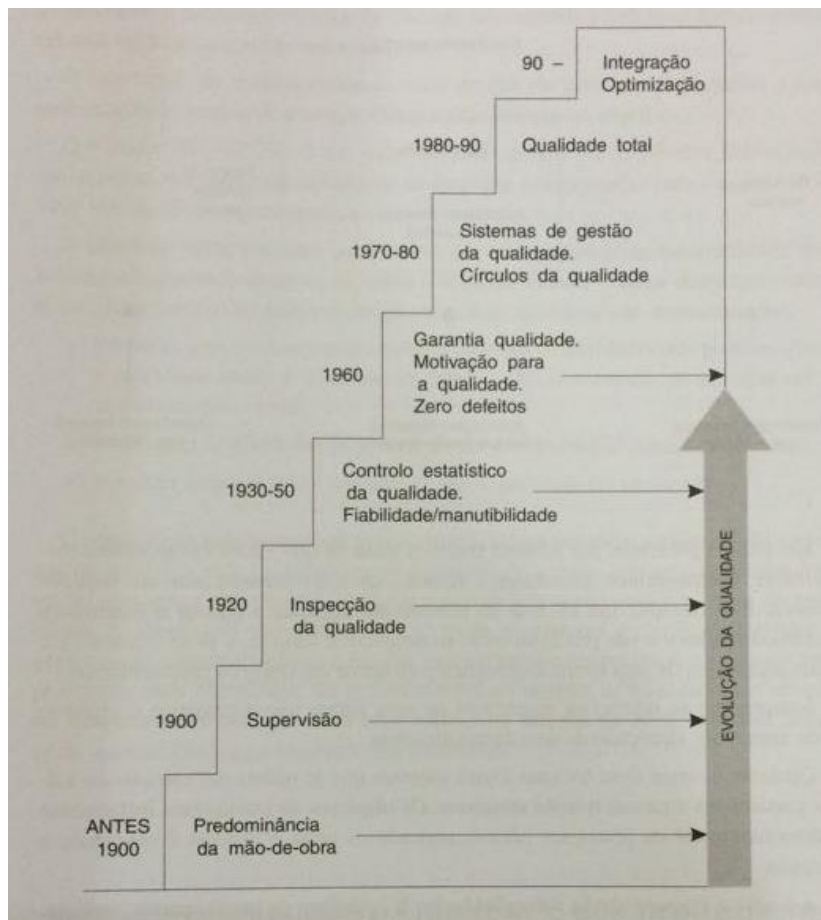 90 –
Integração
Optimização
1980-90
Qualidade total
1970-80
Sistemas de gestão
da qualidade.
Círculos da qualidade
1960
Garantia qualidade.
Motivação para
a qualidade.
Zero defeitos
1930-50
Controlo estatístico
da qualidade.
Fiabilidade/manutibilidade
1920
Inspecção
da qualidade
1900
Supervisão
ANTES
1900
Predominância
da mão-de-obra
EVOLUÇÃO DA QUALIDADE